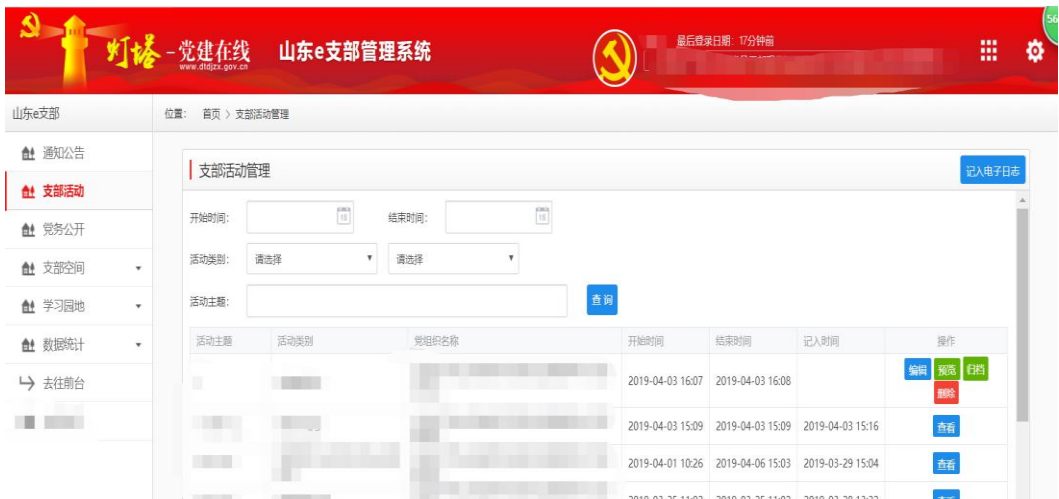 灯塔-党建在线
www.dtdjzx.gov.cn
山东e支部管理系统
最后登录日期: 17分钟前
56
山东e支部
位置: 首页 〉 支部活动管理
通知公告
支部活动
党务公开
支部空间
学习园地
数据统计
去往前台
支部活动管理
记入电子日志
开始时间: 15 结束时间: 15
活动类别: 请选择 请选择
活动主题:
查询
活动主题 活动类别 党组织名称 开始时间 结束时间 记入时间 操作
2019-04-03 16:07 2019-04-03 16:08 编辑 预览 归档
删除
2019-04-03 15:09 2019-04-03 15:09 2019-04-03 15:16 查看
2019-04-01 10:26 2019-04-06 15:03 2019-03-29 15:04 查看